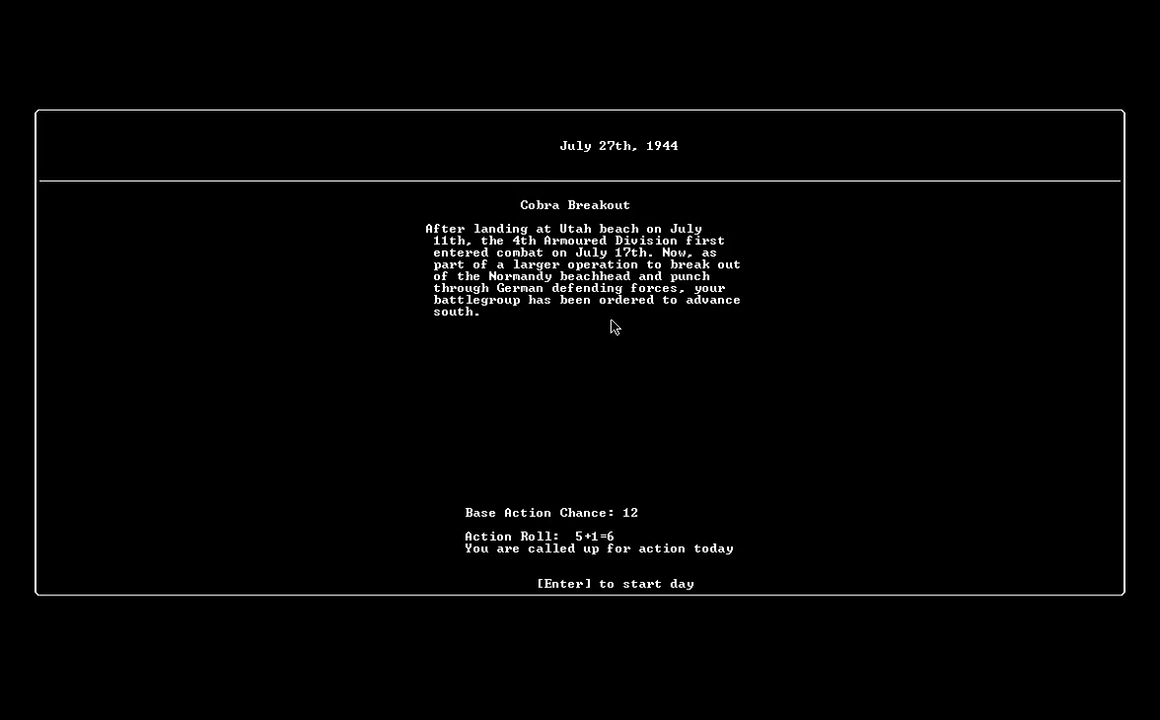 July 27th, 1944
Cobra Breakout
After landing at Utah beach on July
11th, the 4th Armoured Division first
entered combat on July 17th. Now, as
part of a larger operation to break out
of the Normandy beachhead and punch
through German defending forces, your
battlegroup has been ordered to advance
south.
Base Action Chance: 12
Action Roll:  5+1=6
You are called up for action today
[Enter] to start day